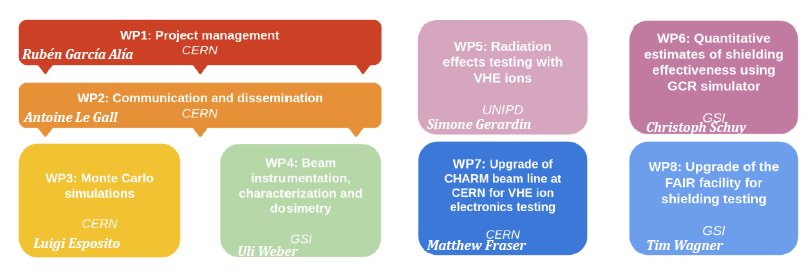 WP1: Project management
CERN
Rubén García Alía
WP2: Communication and dissemination
CERN
Antoine Le Gall
WP3: Monte Carlo
simulations
CERN
Luigi Esposito
WP4: Beam
instrumentation,
characterization and
dosimetry
GSI
Uli Weber
WP5: Radiation
effects testing with
VHE ions
UNIPD
Simone Gerardin
WP6: Quantitative
estimates of shielding
effectiveness using
GCR simulator
GSI
Christoph Schuy
WP7: Upgrade of
CHARM beam line at
CERN for VHE ion
electronics testing
CERN
Matthew Fraser
WP8: Upgrade of the
FAIR facility for
shielding testing
GSI
Tim Wagner